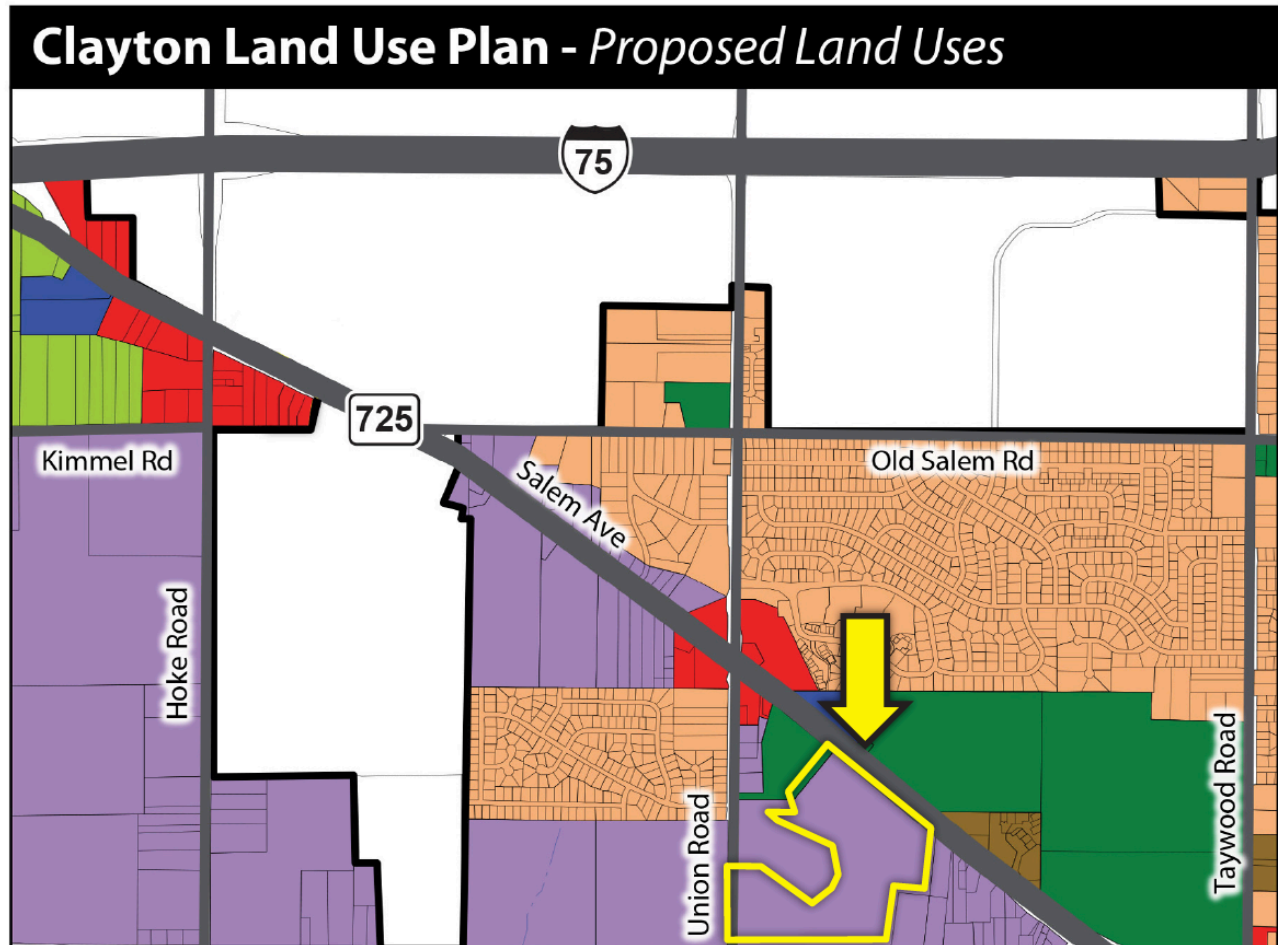 Clayton Land Use Plan - Proposed Land Uses
75
725
Kimmel Rd
Old Salem Rd
Salem Ave
Hoke Road
Union Road
Taywood Road